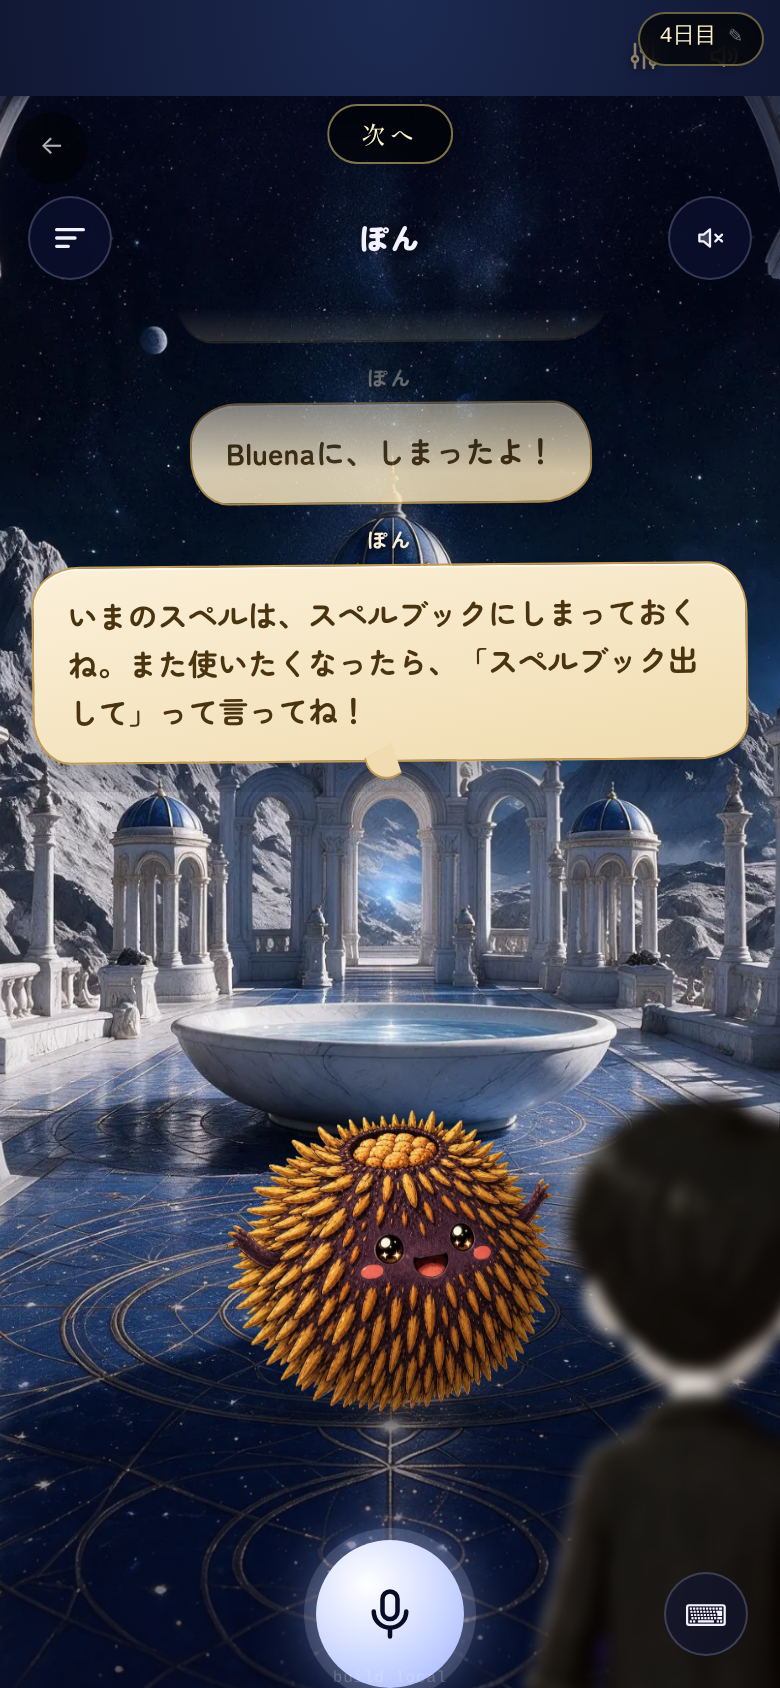 4日目
次へ
ぽん
ぽん
Bluenaに、しまったよ！
ぽん
いまのスペルは、スペルブックにしまっておく
ね。また使いたくなったら、「スペルブック出
して」って言ってね！
build local